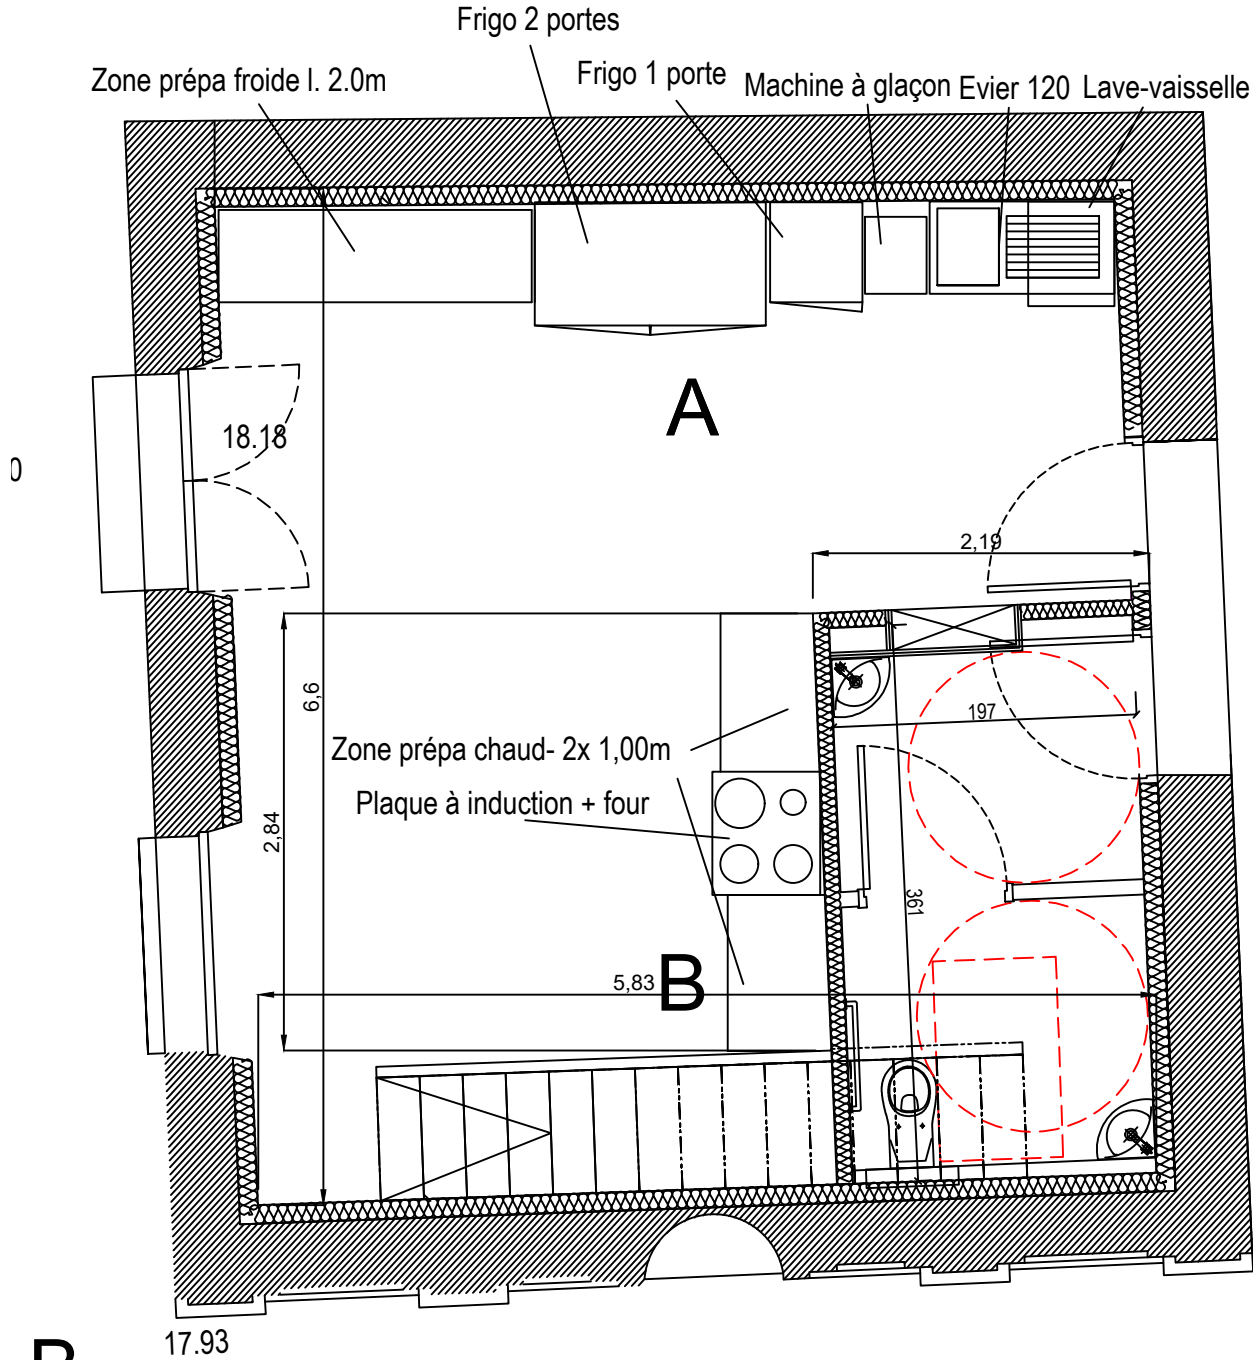 Frigo 2 portes
Zone prépa froide l. 2.0m
Frigo 1 porte
Machine à glaçon
Evier 120
Lave-vaisselle
A
18.18
0
2,19
6,6
197
Zone prépa chaud- 2x 1,00m
Plaque à induction + four
2,84
361
5,83
B
17.93
B